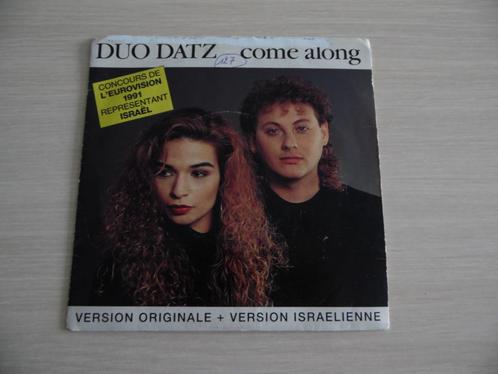 DUO DATZ come along
127
CONCOURS DE
L'EUROVISION
1991
REPRESENTANT
ISRAËL
VERSION ORIGINALE + VERSION ISRAELIENNE